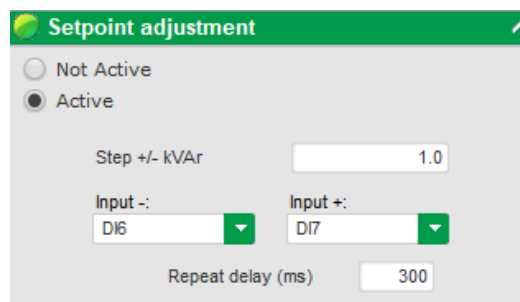 Setpoint adjustment
Not Active
Active
Step +/- kVAr 1.0
Input -: Input +:
DI6 DI7
Repeat delay (ms) 300